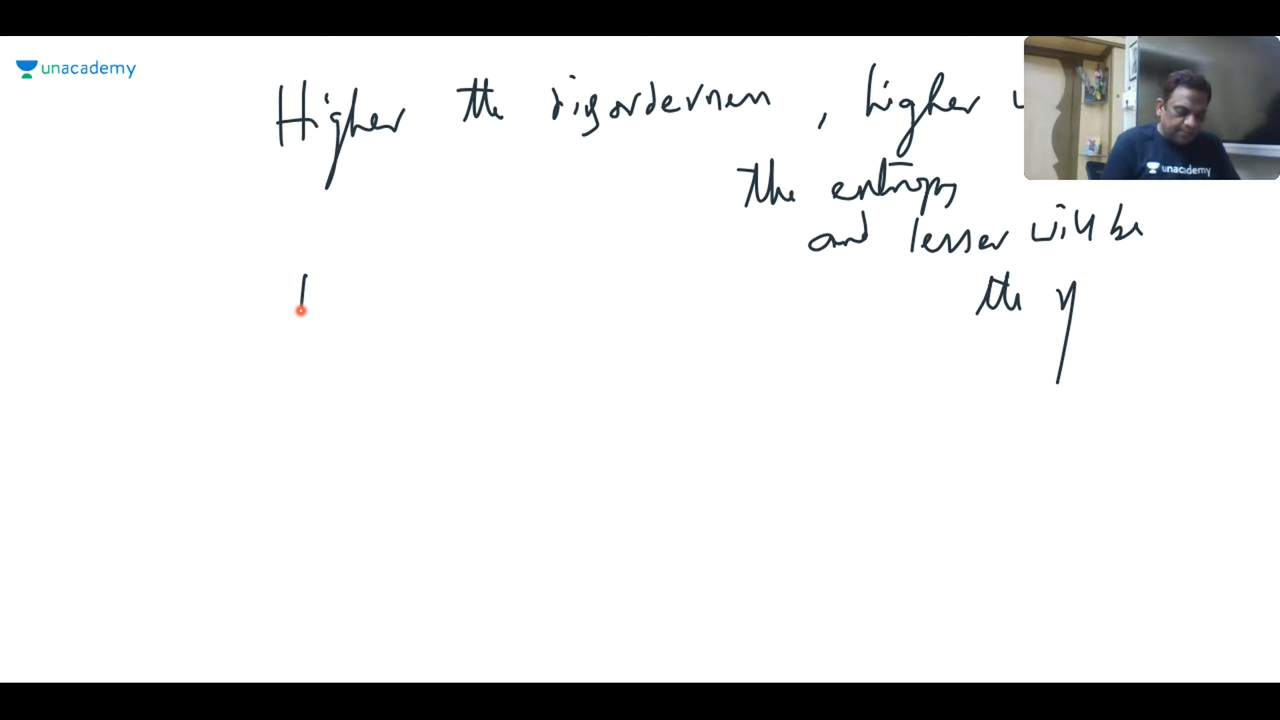 unacademy
Higher the disorderness, higher
the entropy
and lesser will be
the η
unacademy